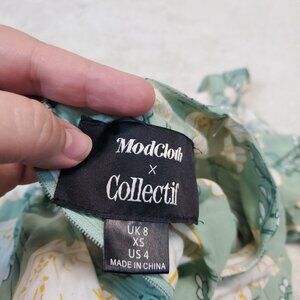 ModCloth
x
Collectif
UK 8
XS
US 4
MADE IN CHINA